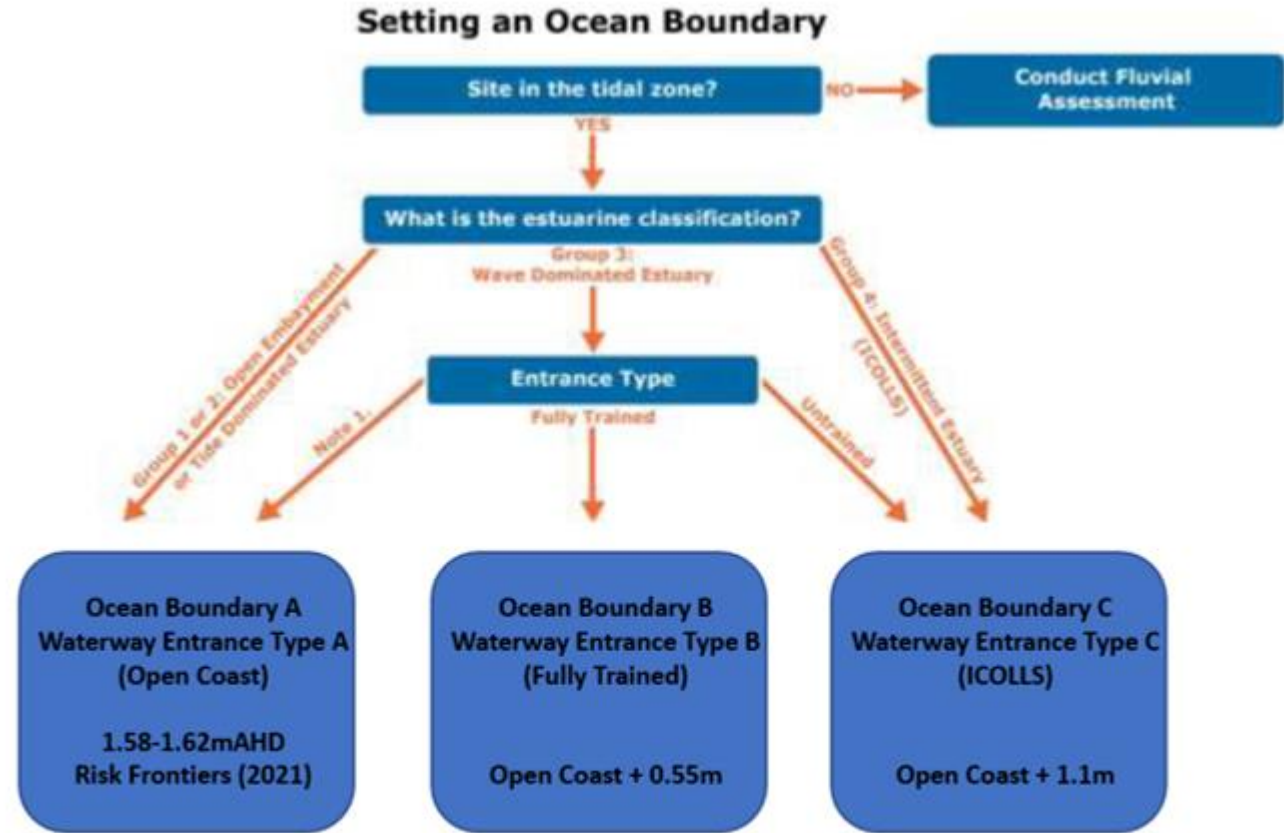 Setting an Ocean Boundary
Site in the tidal zone?
NO
Conduct Fluvial
Assessment
YES
What is the estuarine classification?
Group 1 or 2: Open Embayment
or Tide Dominated Estuary
Group 3:
Wave Dominated Estuary
Group 4: Intermittent Estuary
(ICOLLS)
Entrance Type
Note 1.
Fully Trained
Untrained
Ocean Boundary A
Waterway Entrance Type A
(Open Coast)
1.58-1.62mAHD
Risk Frontiers (2021)
Ocean Boundary B
Waterway Entrance Type B
(Fully Trained)
Open Coast + 0.55m
Ocean Boundary C
Waterway Entrance Type C
(ICOLLS)
Open Coast + 1.1m